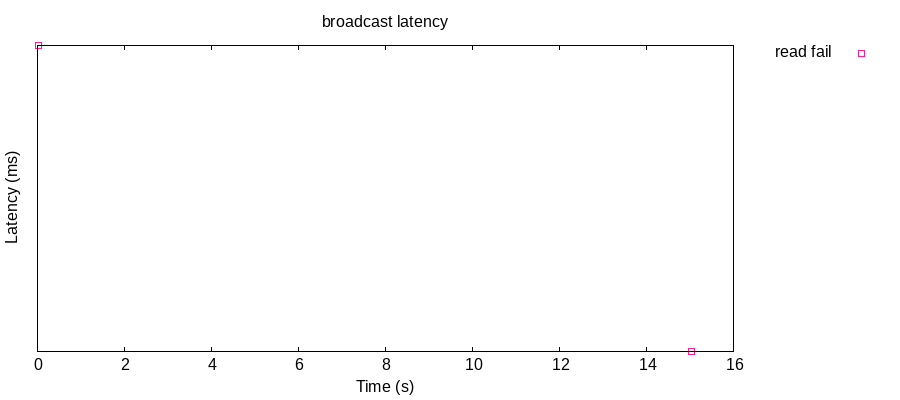 broadcast latency
read fail
Latency (ms)
0 2 4 6 8 10 12 14 16
Time (s)